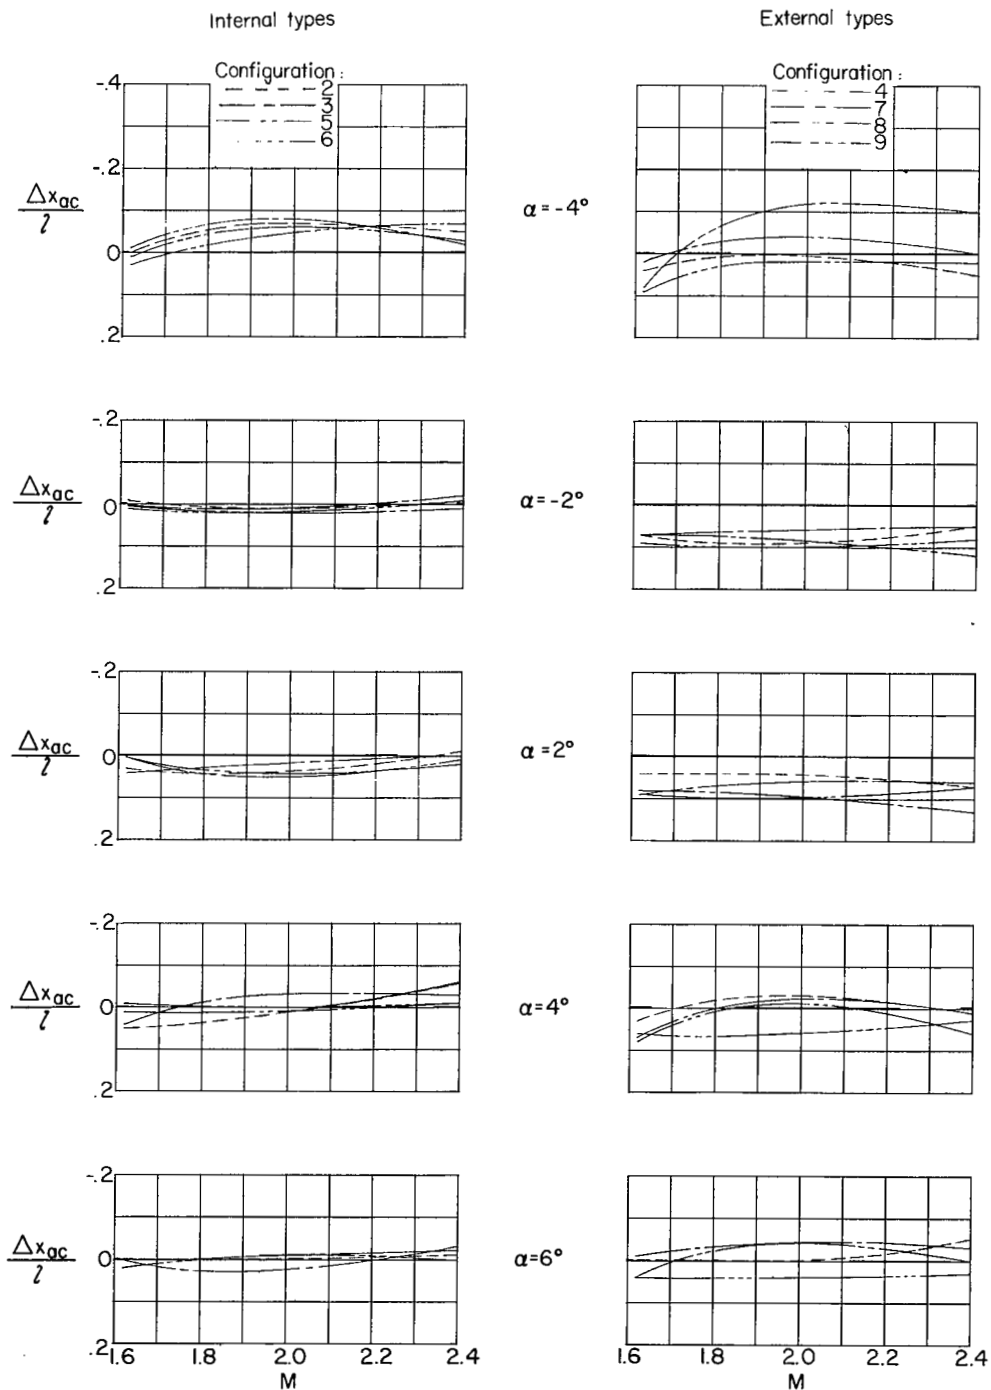 Internal types
External types
Configuration:
2
3
5
6
Configuration:
4
7
8
9
-.4
-.2
0
.2
Δx_ac / l
α = -4°
-.2
0
.2
Δx_ac / l
α = -2°
-.2
0
.2
Δx_ac / l
α = 2°
-.2
0
.2
Δx_ac / l
α = 4°
-.2
0
.2
Δx_ac / l
α = 6°
1.6 1.8 2.0 2.2 2.4
M
1.6 1.8 2.0 2.2 2.4
M